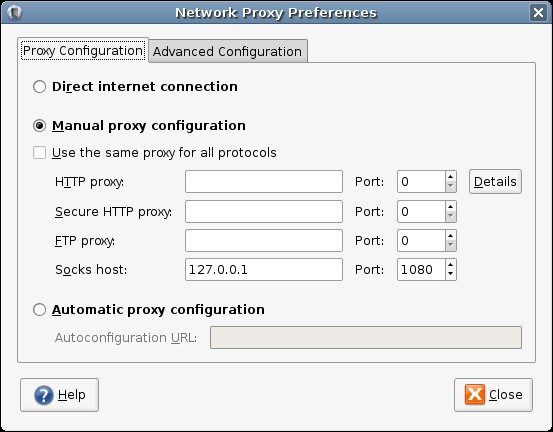 Network Proxy Preferences
Proxy Configuration Advanced Configuration
Direct internet connection
Manual proxy configuration
Use the same proxy for all protocols
HTTP proxy: Port: 0 Details
Secure HTTP proxy: Port: 0
FTP proxy: Port: 0
Socks host: 127.0.0.1 Port: 1080
Automatic proxy configuration
Autoconfiguration URL:
Help Close